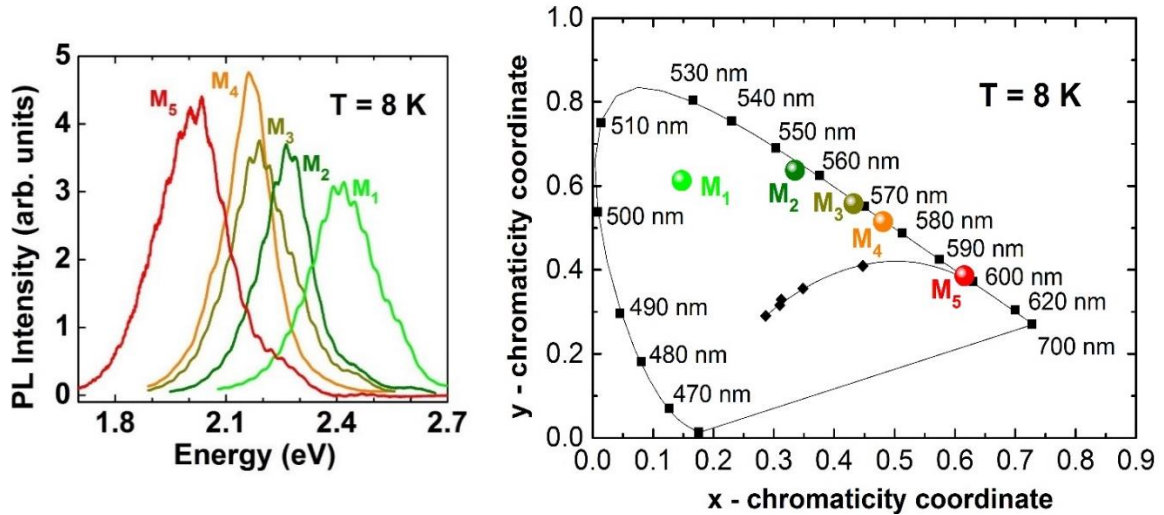 5
4
3
2
1
0
PL Intensity (arb. units)
M5
M4
T = 8 K
M3
M2
M1
1.8 2.1 2.4 2.7
Energy (eV)
1.0
0.8
0.6
0.4
0.2
0.0
y - chromaticity coordinate
530 nm
T = 8 K
540 nm
510 nm
550 nm
560 nm
M1
M2
M3
570 nm
500 nm
M4
580 nm
590 nm
M5
600 nm
490 nm
620 nm
700 nm
480 nm
470 nm
0.0 0.1 0.2 0.3 0.4 0.5 0.6 0.7 0.8 0.9
x - chromaticity coordinate